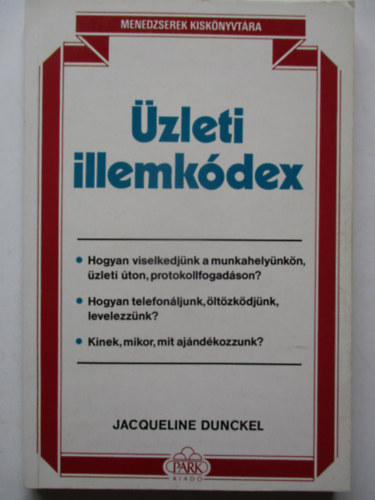 MENEDZSEREK KISKÖNYVTÁRA
Üzleti
illemkódex
• Hogyan viselkedjünk a munkahelyünkön,
üzleti úton, protokollfogadáson?
• Hogyan telefonáljunk, öltözködjünk,
levelezzünk?
• Kinek, mikor, mit ajándékozzunk?
JACQUELINE DUNCKEL
PARK
KIADÓ